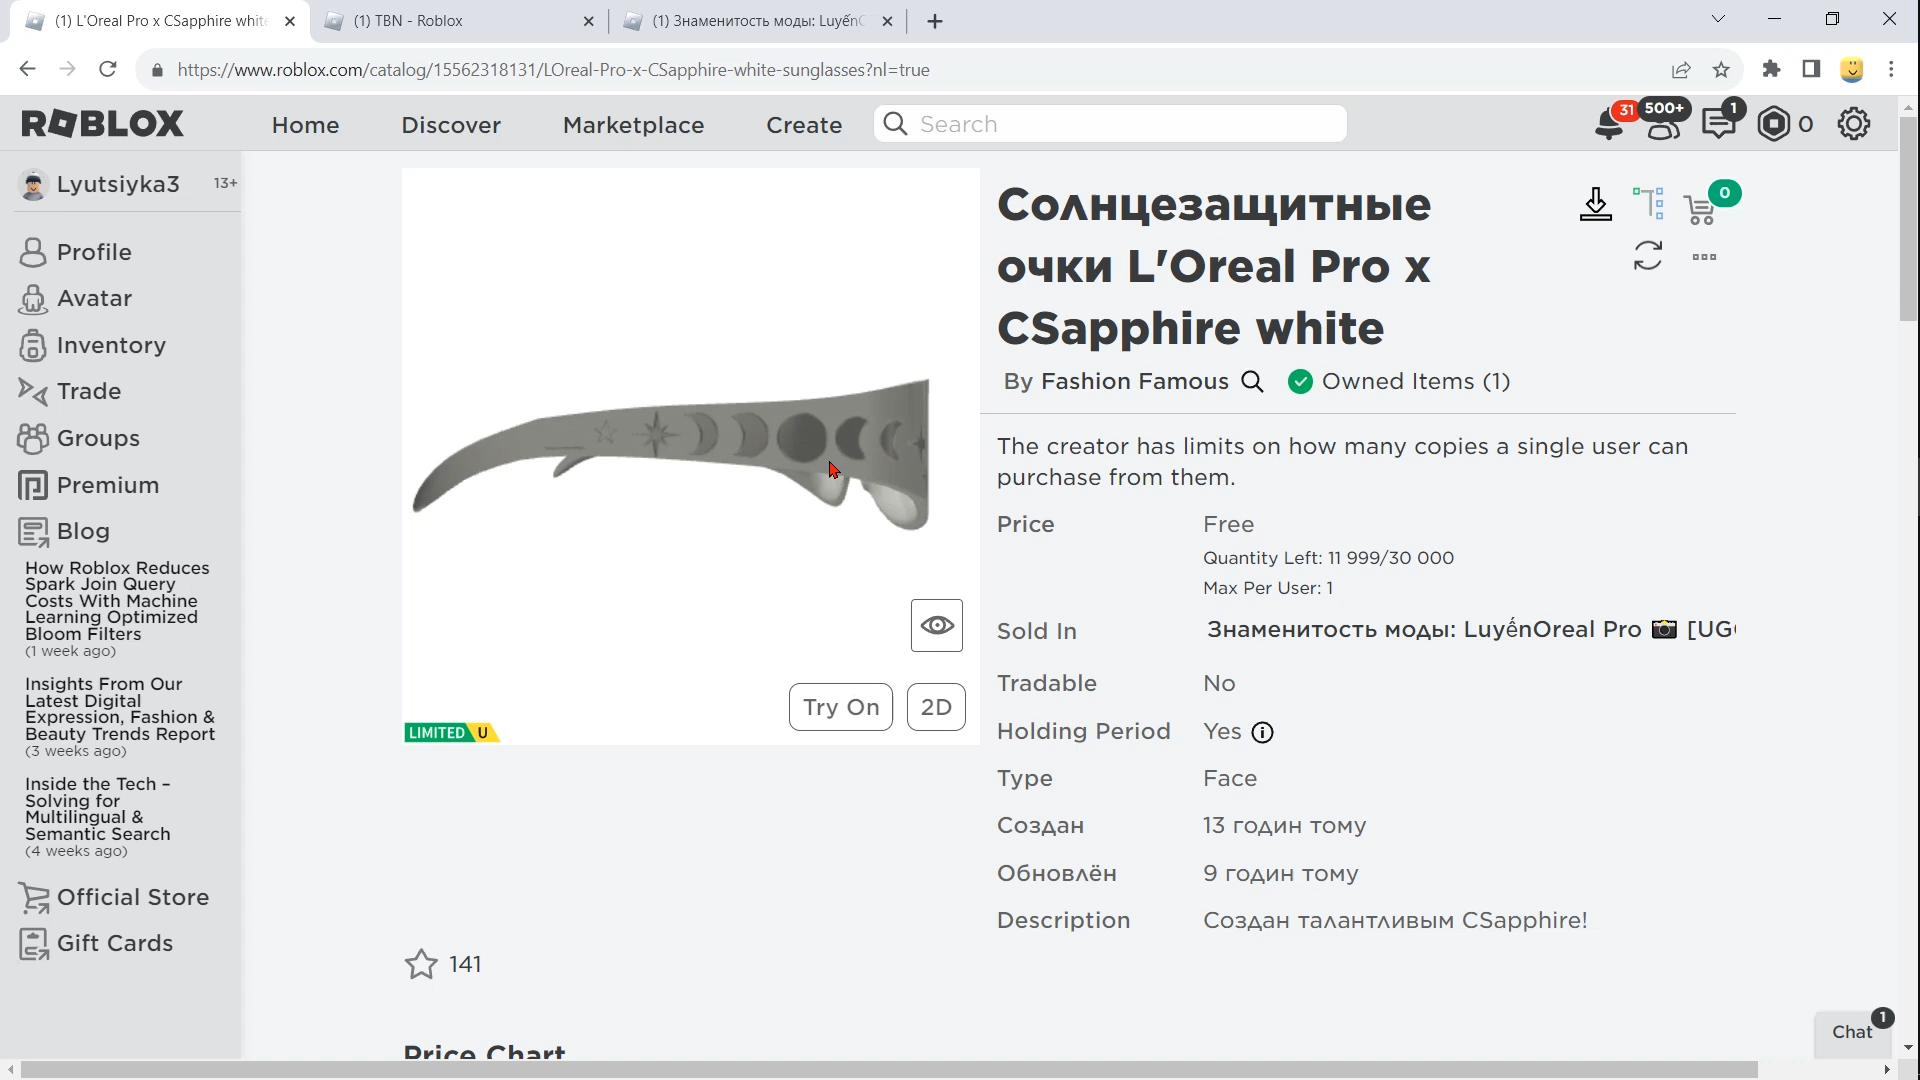 (1) L'Oreal Pro x CSapphire white
(1) TBN - Roblox
(1) Знаменитость моды: LuyếnO
https://www.roblox.com/catalog/15562318131/LOreal-Pro-x-CSapphire-white-sunglasses?nl=true
ROBLOX
Home
Discover
Marketplace
Create
Search
31
500+
1
0
Lyutsiyka3
13+
Profile
Avatar
Inventory
Trade
Groups
Premium
Blog
How Roblox Reduces
Spark Join Query
Costs With Machine
Learning Optimized
Bloom Filters
(1 week ago)
Insights From Our
Latest Digital
Expression, Fashion &
Beauty Trends Report
(3 weeks ago)
Inside the Tech –
Solving for
Multilingual &
Semantic Search
(4 weeks ago)
Official Store
Gift Cards
LIMITED U
Try On
2D
141
Price Chart
Солнцезащитные
очки L'Oreal Pro x
CSapphire white
0
By Fashion Famous
Owned Items (1)
The creator has limits on how many copies a single user can
purchase from them.
Price
Free
Quantity Left: 11 999/30 000
Max Per User: 1
Sold In
Знаменитость моды: LuyếnOreal Pro 📸 [UG
Tradable
No
Holding Period
Yes
Type
Face
Создан
13 годин тому
Обновлён
9 годин тому
Description
Создан талантливым CSapphire!
Chat
1